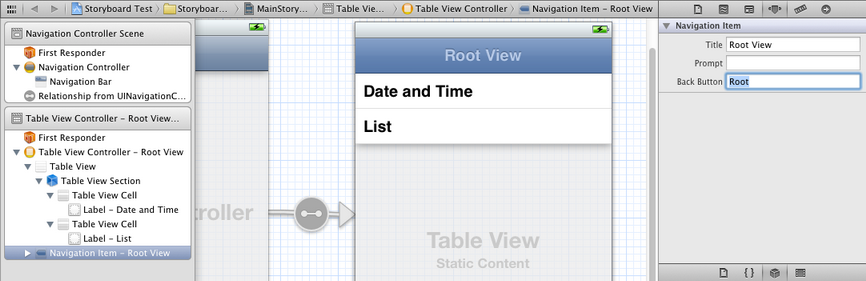 Storyboard Test
Storyboar...
MainStory...
Table Vie...
Table View Controller
Navigation Item - Root View
Navigation Controller Scene
First Responder
Navigation Controller
Navigation Bar
Relationship from UINavigationC...
Table View Controller - Root View...
First Responder
Table View Controller - Root View
Table View
Table View Section
Table View Cell
Label - Date and Time
Table View Cell
Label - List
Navigation Item - Root View
roller
Root View
Date and Time
List
Table View
Static Content
Navigation Item
Title Root View
Prompt
Back Button Root
{ }